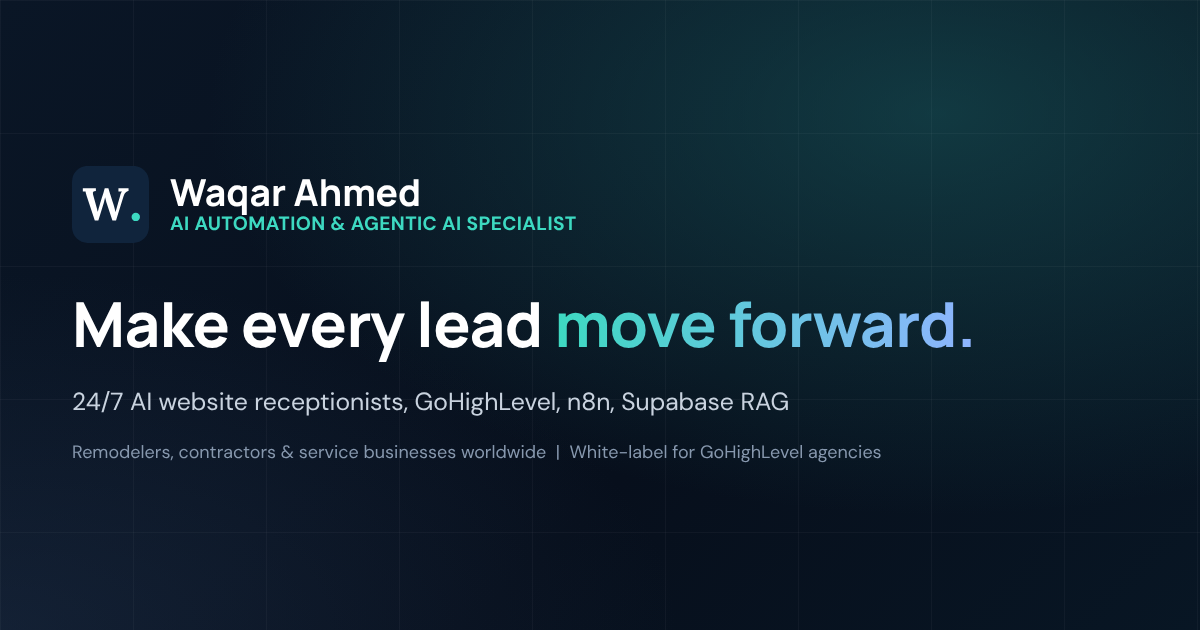 W.
Waqar Ahmed
AI AUTOMATION & AGENTIC AI SPECIALIST
Make every lead move forward.
24/7 AI website receptionists, GoHighLevel, n8n, Supabase RAG
Remodelers, contractors & service businesses worldwide | White-label for GoHighLevel agencies